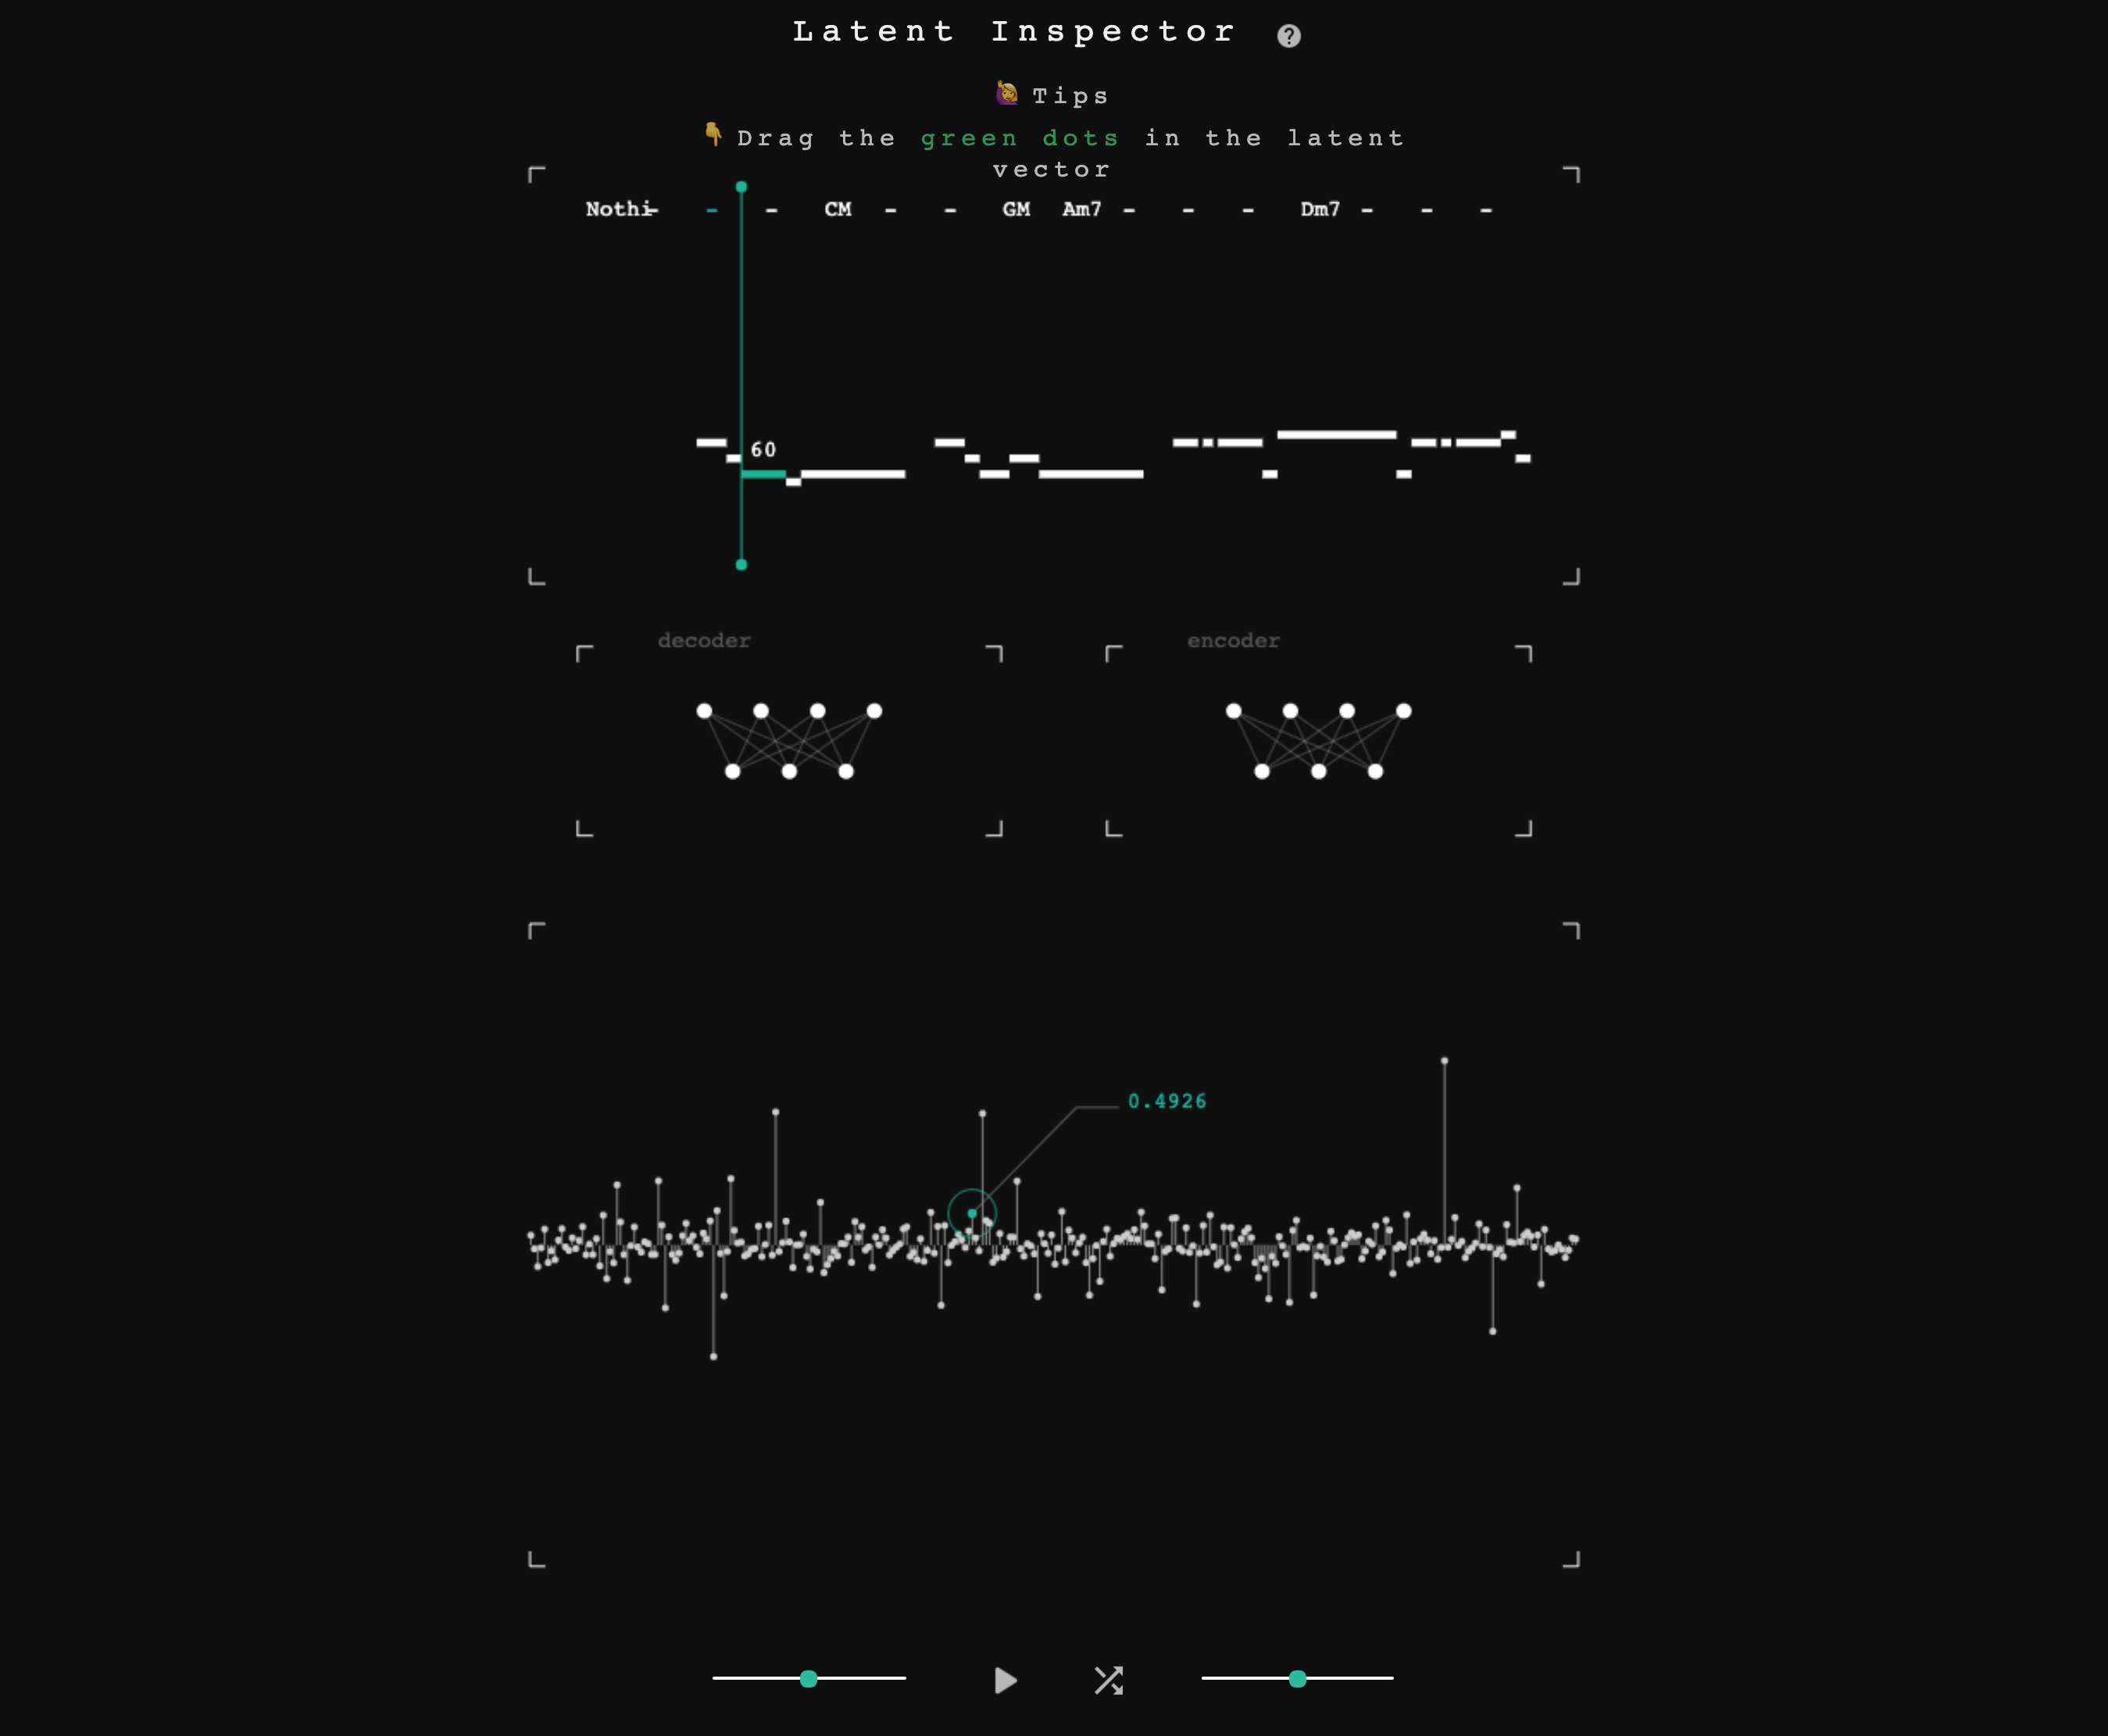 Latent Inspector ?
🙋 Tips
👇 Drag the green dots in the latent
vector
Nothi- - - CM - - GM Am7 - - - Dm7 - - -
60
decoder encoder
0.4926